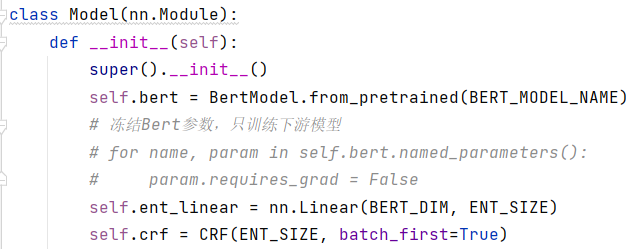 class Model(nn.Module):
    def __init__(self):
        super().__init__()
        self.bert = BertModel.from_pretrained(BERT_MODEL_NAME)
        # 冻结Bert参数，只训练下游模型
        # for name, param in self.bert.named_parameters():
        #     param.requires_grad = False
        self.ent_linear = nn.Linear(BERT_DIM, ENT_SIZE)
        self.crf = CRF(ENT_SIZE, batch_first=True)